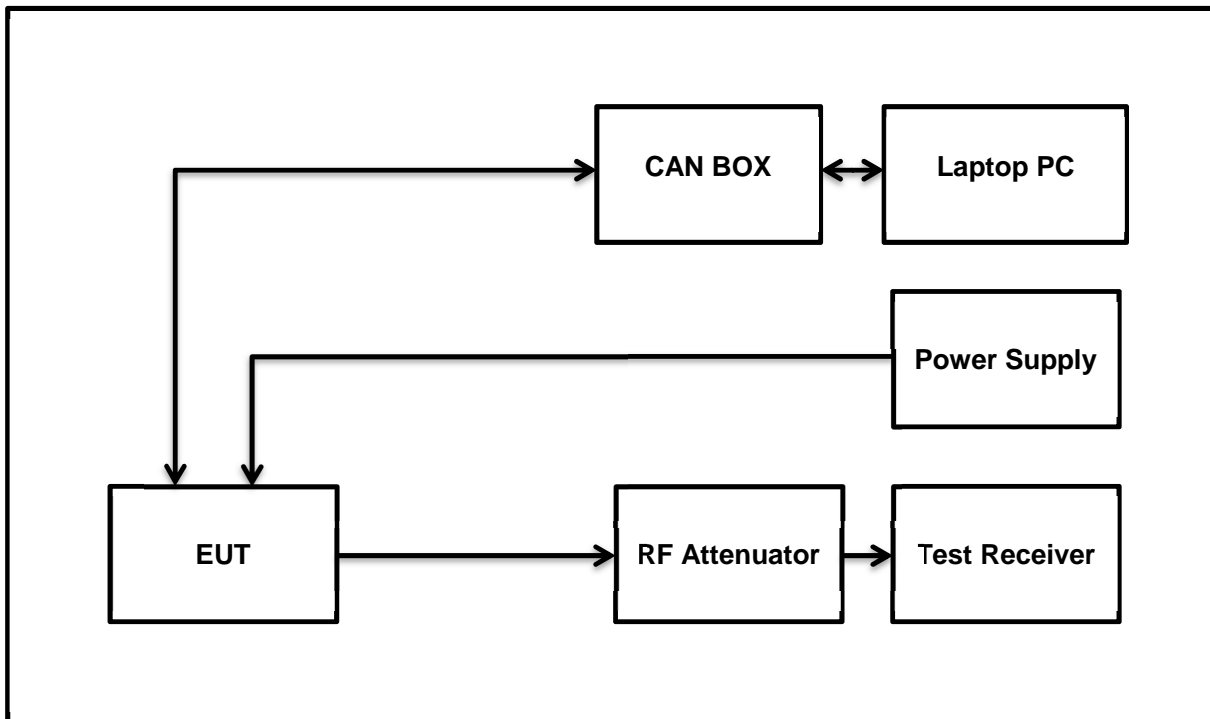 CAN BOX
Laptop PC
Power Supply
EUT
RF Attenuator
Test Receiver